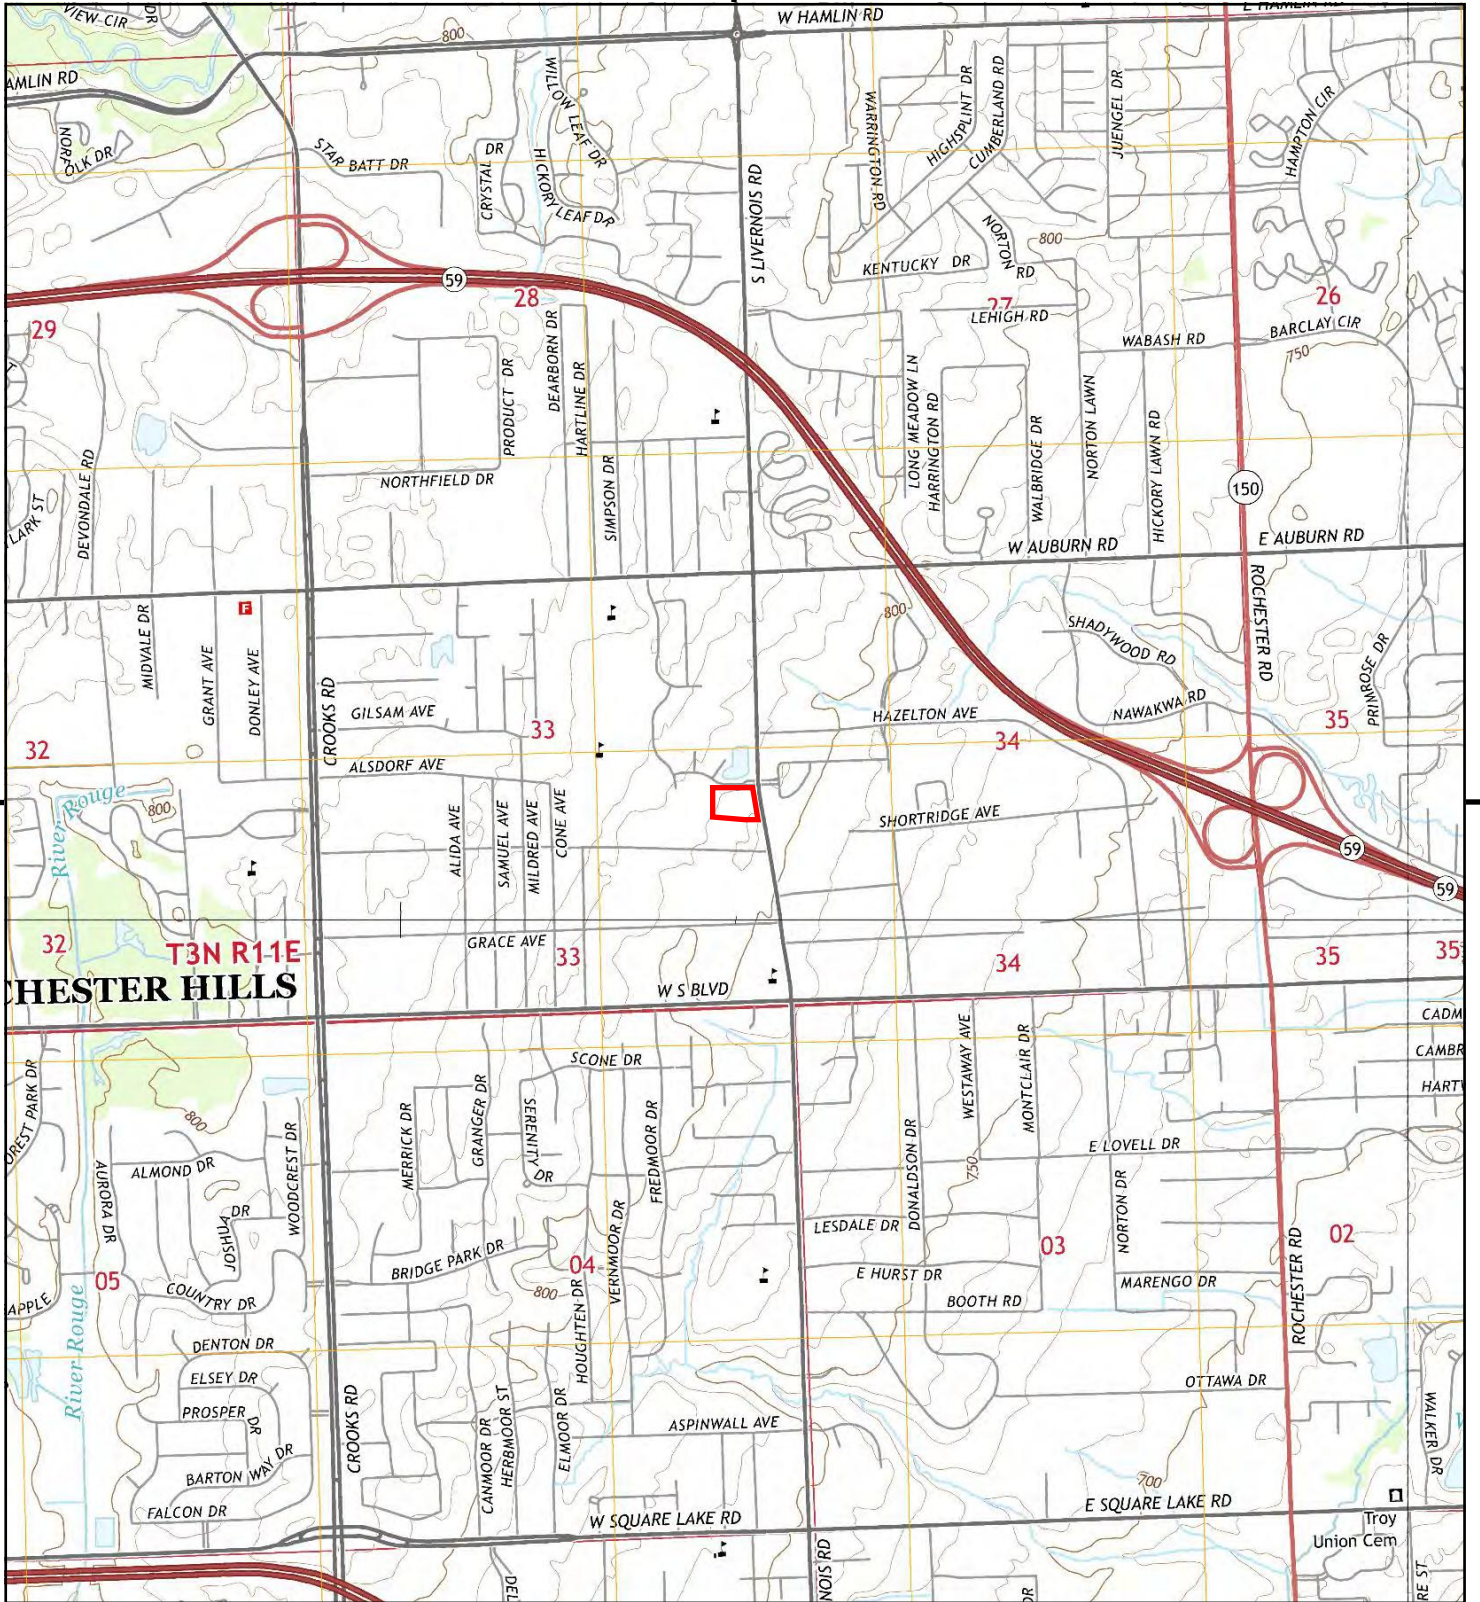 VIEW CIR
DR
W HAMLIN RD
E HAMLIN RD
800
AMLIN RD
NORFOLK DR
STAR BATT DR
CRYSTAL DR
WILLOW LEAF DR
HICKORY LEAF DR
S LIVERNOIS RD
WARRINGTON RD
HIGHSPLINT DR
CUMBERLAND RD
JUENGEL DR
HAMPTON CIR
NORTON RD
800
KENTUCKY DR
59
28
27
26
29
LEHIGH RD
WABASH RD
BARCLAY CIR
750
DEARBORN DR
HARTLINE DR
PRODUCT DR
SIMPSON DR
LONG MEADOW LN
HARRINGTON RD
WALBRIDGE DR
NORTON LAWN
HICKORY LAWN RD
DEVONDALE RD
NORTHFIELD DR
LARK ST
150
W AUBURN RD
E AUBURN RD
F
MIDVALE DR
GRANT AVE
DONLEY AVE
CROOKS RD
GILSAM AVE
33
800
SHADYWOOD RD
ROCHESTER RD
PRIMROSE DR
NAWAKWA RD
HAZELTON AVE
34
35
32
ALSDORF AVE
River Rouge
800
ALIDA AVE
SAMUEL AVE
MILDRED AVE
CONE AVE
SHORTRIDGE AVE
59
59
32
T3N R11E
GRACE AVE
33
34
35
35
CHESTER HILLS
W S BLVD
CADM
SCONE DR
CAMBR
HARTW
OREST PARK DR
800
MERRICK DR
GRANGER DR
SERENITY DR
FREDMOOR DR
WESTAWAY AVE
MONTCLAIR DR
DONALDSON DR
E LOVELL DR
750
NORTON DR
ALMOND DR
AURORA DR
JOSHUA DR
WOODCREST DR
VERNMOOR DR
LESDALE DR
03
02
05
BRIDGE PARK DR
04
E HURST DR
MARENGO DR
APPLE
COUNTRY DR
800
HOUGHTEN DR
BOOTH RD
ROCHESTER RD
River Rouge
DENTON DR
ELSEY DR
PROSPER DR
BARTON WAY DR
FALCON DR
CROOKS RD
CANMOOR DR
HERBMOOR ST
ELMOOR DR
ASPINWALL AVE
OTTAWA DR
WALKER DR
700
W SQUARE LAKE RD
E SQUARE LAKE RD
Troy
Union Cem
DEL
NOIS RD
DR
RE ST